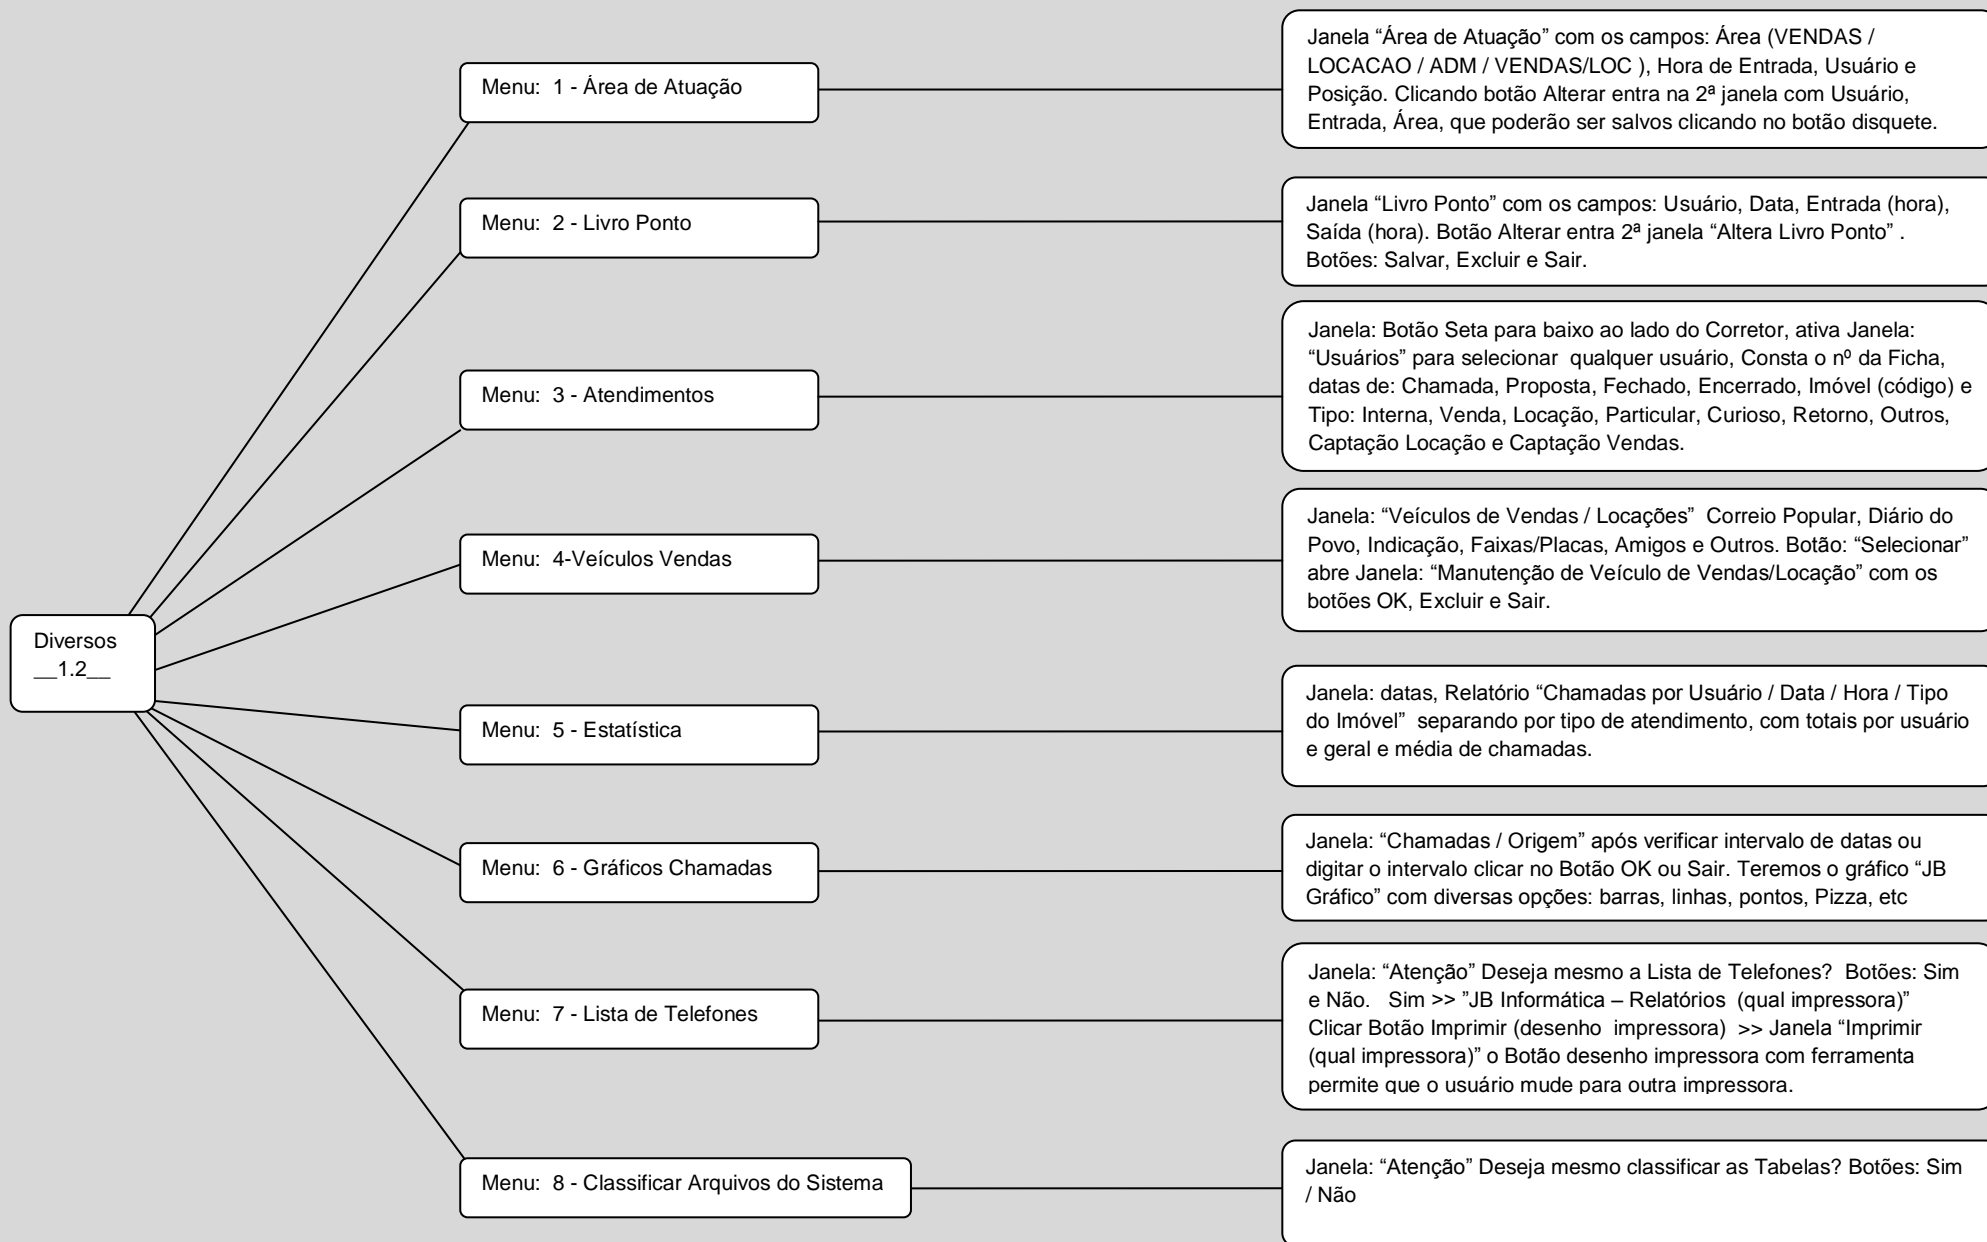 Diversos
__1.2__
Menu:  1 - Área de Atuação
Janela “Área de Atuação” com os campos: Área (VENDAS /
LOCACAO / ADM / VENDAS/LOC ), Hora de Entrada, Usuário e
Posição. Clicando botão Alterar entra na 2ª janela com Usuário,
Entrada, Área, que poderão ser salvos clicando no botão disquete.
Menu:  2 - Livro Ponto
Janela “Livro Ponto” com os campos: Usuário, Data, Entrada (hora),
Saída (hora). Botão Alterar entra 2ª janela “Altera Livro Ponto” .
Botões: Salvar, Excluir e Sair.
Menu:  3 - Atendimentos
Janela: Botão Seta para baixo ao lado do Corretor, ativa Janela:
“Usuários” para selecionar  qualquer usuário, Consta o nº da Ficha,
datas de: Chamada, Proposta, Fechado, Encerrado, Imóvel (código) e
Tipo: Interna, Venda, Locação, Particular, Curioso, Retorno, Outros,
Captação Locação e Captação Vendas.
Menu:  4-Veículos Vendas
Janela: “Veículos de Vendas / Locações”  Correio Popular, Diário do
Povo, Indicação, Faixas/Placas, Amigos e Outros. Botão: “Selecionar”
abre Janela: “Manutenção de Veículo de Vendas/Locação” com os
botões OK, Excluir e Sair.
Menu:  5 - Estatística
Janela: datas, Relatório “Chamadas por Usuário / Data / Hora / Tipo
do Imóvel”  separando por tipo de atendimento, com totais por usuário
e geral e média de chamadas.
Menu:  6 - Gráficos Chamadas
Janela: “Chamadas / Origem” após verificar intervalo de datas ou
digitar o intervalo clicar no Botão OK ou Sair. Teremos o gráfico “JB
Gráfico” com diversas opções: barras, linhas, pontos, Pizza, etc
Menu:  7 - Lista de Telefones
Janela: “Atenção” Deseja mesmo a Lista de Telefones?  Botões: Sim
e Não.   Sim >> ”JB Informática – Relatórios  (qual impressora)”
Clicar Botão Imprimir (desenho  impressora)  >> Janela “Imprimir
(qual impressora)” o Botão desenho impressora com ferramenta
permite que o usuário mude para outra impressora.
Menu:  8 - Classificar Arquivos do Sistema
Janela: “Atenção” Deseja mesmo classificar as Tabelas? Botões: Sim
/ Não